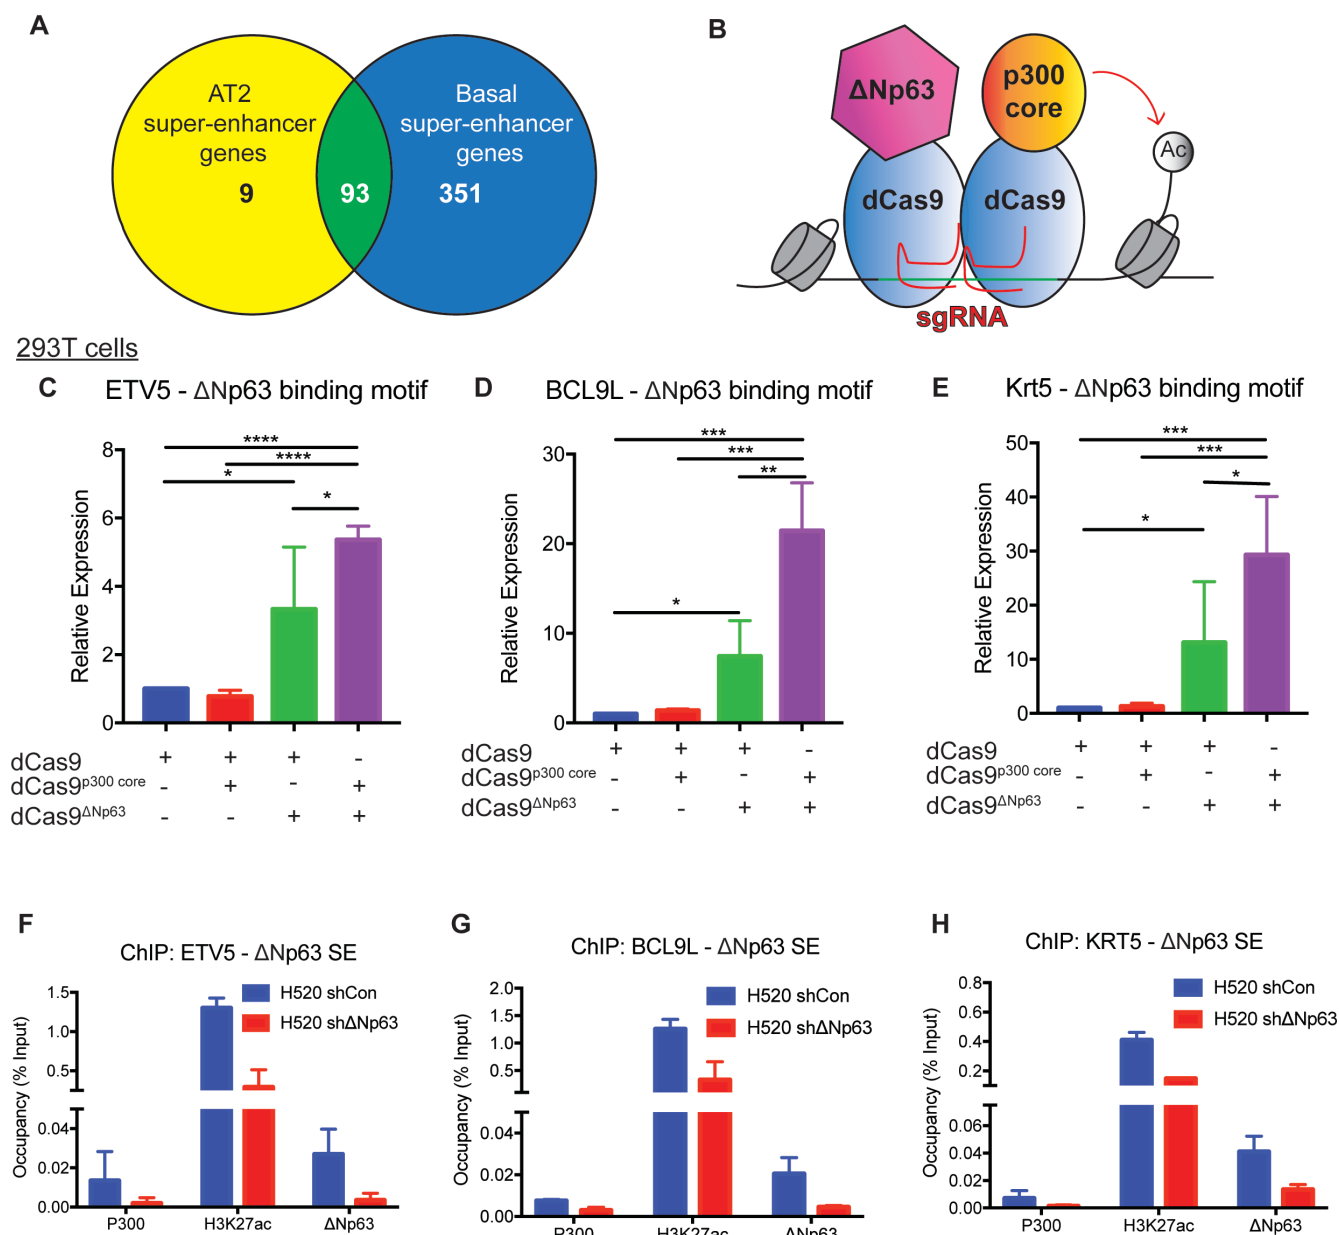 A
AT2
super-enhancer
genes
9
93
Basal
super-enhancer
genes
351
B
ΔNp63
p300
core
Ac
dCas9
dCas9
sgRNA
293T cells
C
ETV5 - ΔNp63 binding motif
Relative Expression
8
6
4
2
0
****
****
*
*
dCas9 + + + -
dCas9p300 core - + - +
dCas9ΔNp63 - - + +
D
BCL9L - ΔNp63 binding motif
Relative Expression
30
20
10
0
***
***
**
*
dCas9 + + + -
dCas9p300 core - + - +
dCas9ΔNp63 - - + +
E
Krt5 - ΔNp63 binding motif
Relative Expression
50
40
30
20
10
0
***
***
*
*
dCas9 + + + -
dCas9p300 core - + - +
dCas9ΔNp63 - - + +
F
ChIP: ETV5 - ΔNp63 SE
H520 shCon
H520 shΔNp63
Occupancy (% Input)
1.5
1.0
0.5
0.04
0.02
0.00
P300 H3K27ac ΔNp63
G
ChIP: BCL9L - ΔNp63 SE
H520 shCon
H520 shΔNp63
Occupancy (% Input)
2.0
1.5
1.0
0.5
0.04
0.02
0.00
P300 H3K27ac ΔNp63
H
ChIP: KRT5 - ΔNp63 SE
H520 shCon
H520 shΔNp63
Occupancy (% Input)
0.8
0.6
0.4
0.2
0.06
0.04
0.02
0.00
P300 H3K27ac ΔNp63